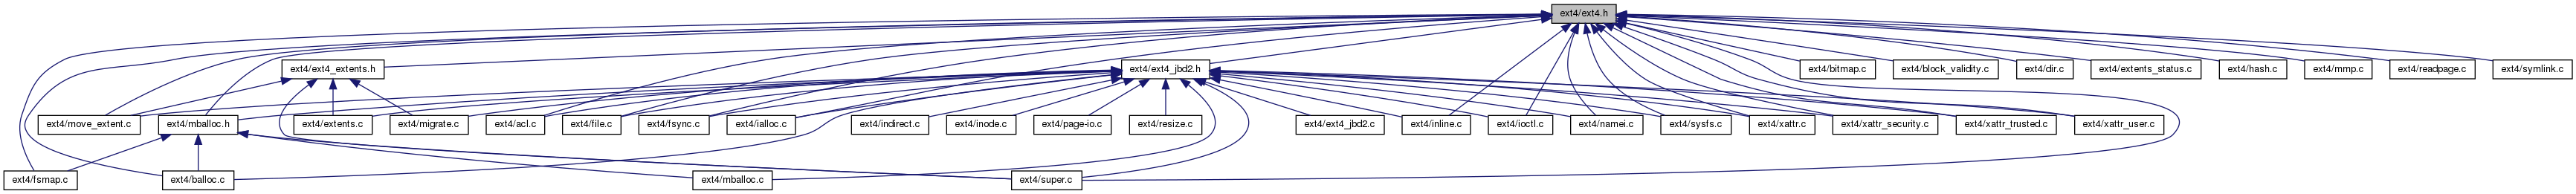 ext4/ext4.h
ext4/ext4_extents.h
ext4/ext4_jbd2.h
ext4/bitmap.c
ext4/block_validity.c
ext4/dir.c
ext4/extents_status.c
ext4/hash.c
ext4/mmp.c
ext4/readpage.c
ext4/symlink.c
ext4/move_extent.c
ext4/mballoc.h
ext4/extents.c
ext4/migrate.c
ext4/acl.c
ext4/file.c
ext4/fsync.c
ext4/ialloc.c
ext4/indirect.c
ext4/inode.c
ext4/page-io.c
ext4/resize.c
ext4/ext4_jbd2.c
ext4/inline.c
ext4/ioctl.c
ext4/namei.c
ext4/sysfs.c
ext4/xattr.c
ext4/xattr_security.c
ext4/xattr_trusted.c
ext4/xattr_user.c
ext4/fsmap.c
ext4/balloc.c
ext4/mballoc.c
ext4/super.c